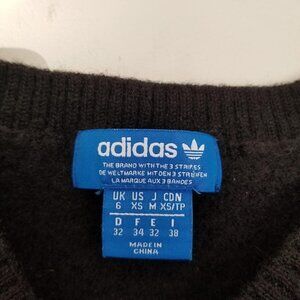 adidas
THE BRAND WITH THE 3 STRIPES
DIE WELTMARKE MIT DEN 3 STREIFEN
LA MARQUE AUX 3 BANDES
UK US J CDN
6 XS M XS/TP
D F E I
32 34 32 38
MADE IN
CHINA